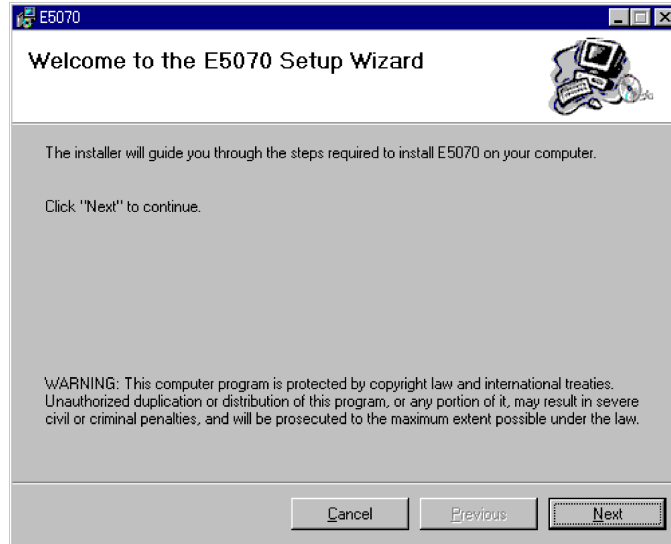 E5070
Welcome to the E5070 Setup Wizard
The installer will guide you through the steps required to install E5070 on your computer.
Click "Next" to continue.
WARNING: This computer program is protected by copyright law and international treaties.
Unauthorized duplication or distribution of this program, or any portion of it, may result in severe
civil or criminal penalties, and will be prosecuted to the maximum extent possible under the law.
Cancel
Previous
Next